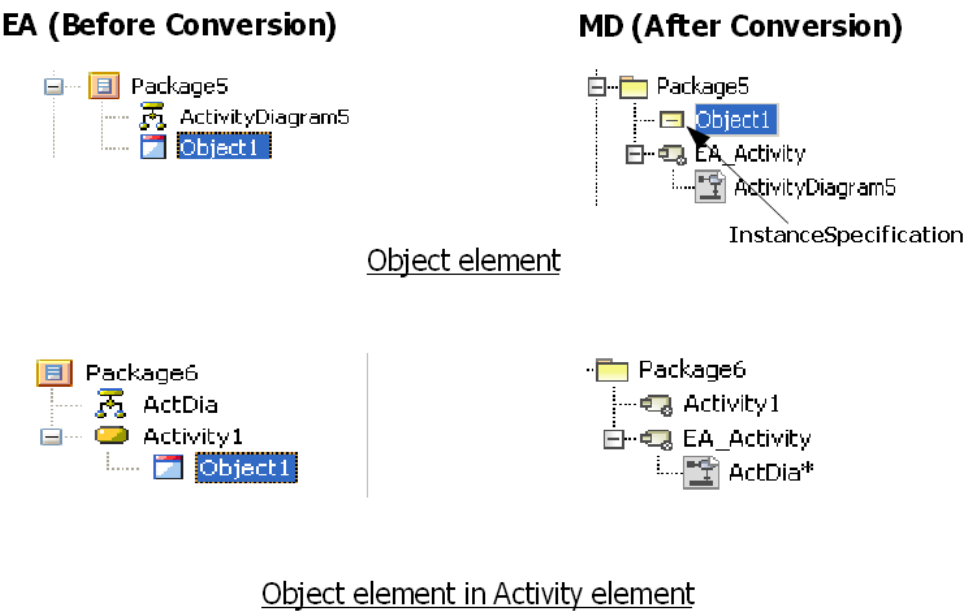 EA (Before Conversion)
MD (After Conversion)
Package5
ActivityDiagram5
Object1
Package5
Object1
EA_Activity
ActivityDiagram5
InstanceSpecification
Object element
Package6
ActDia
Activity1
Object1
Package6
Activity1
EA_Activity
ActDia*
Object element in Activity element